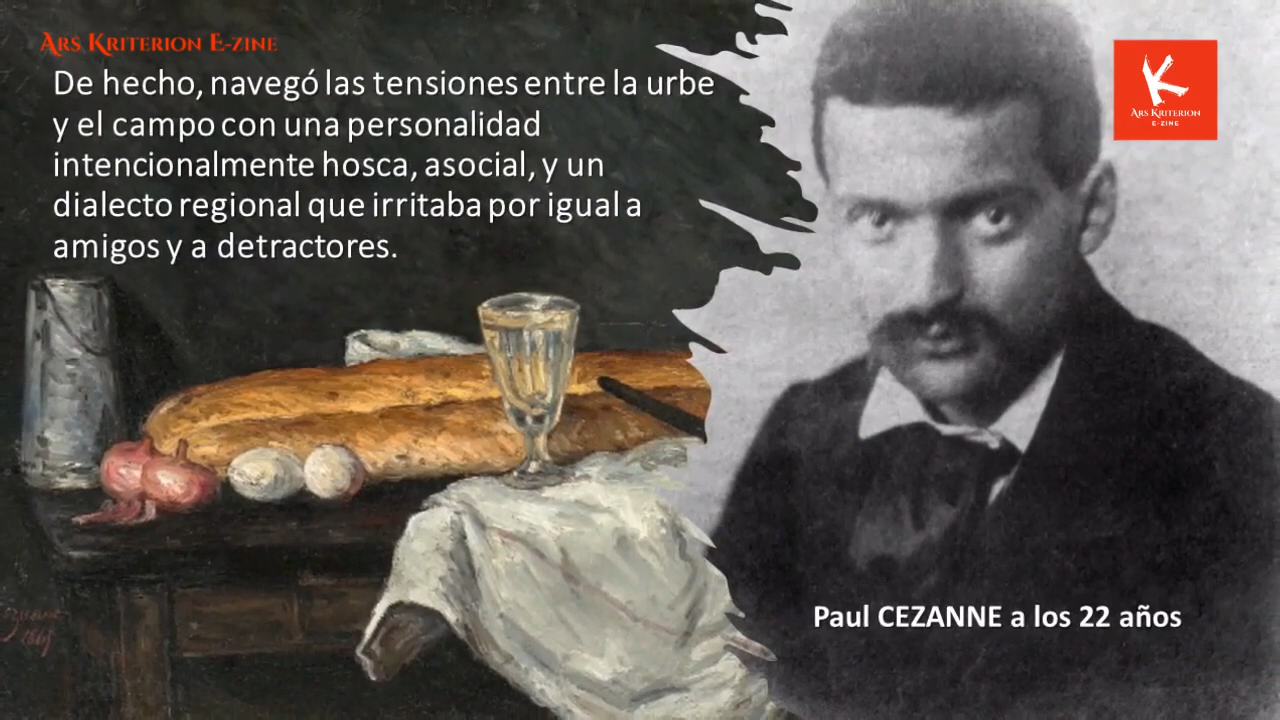 ARS KRITERION E-ZINE
De hecho, navegó las tensiones entre la urbe
y el campo con una personalidad
intencionalmente hosca, asocial, y un
dialecto regional que irritaba por igual a
amigos y a detractores.
K
ARS KRITERION
E-ZINE
Paul CEZANNE a los 22 años